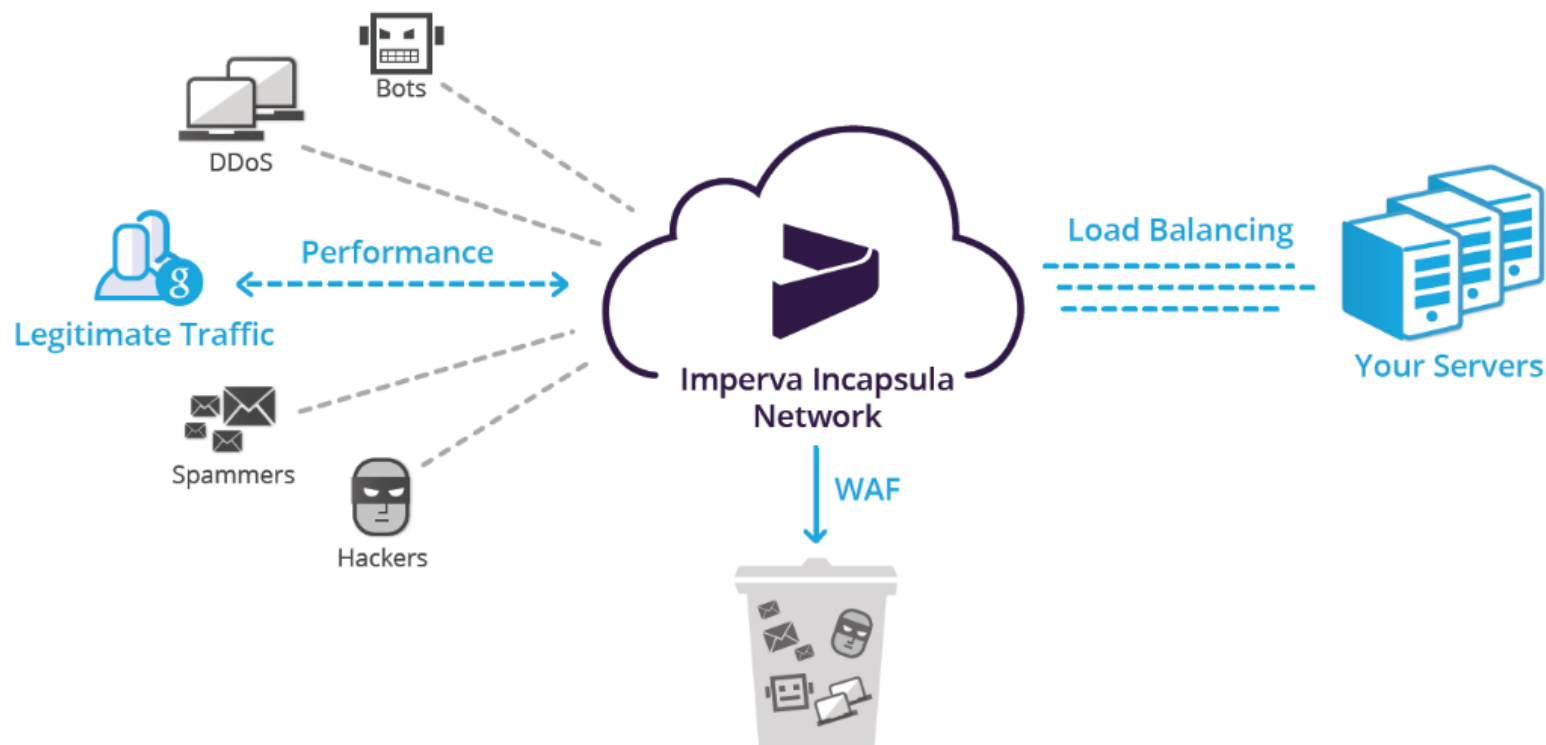 Bots
DDoS
Performance
Load Balancing
g
Legitimate Traffic
Imperva Incapsula
Network
Your Servers
Spammers
WAF
Hackers